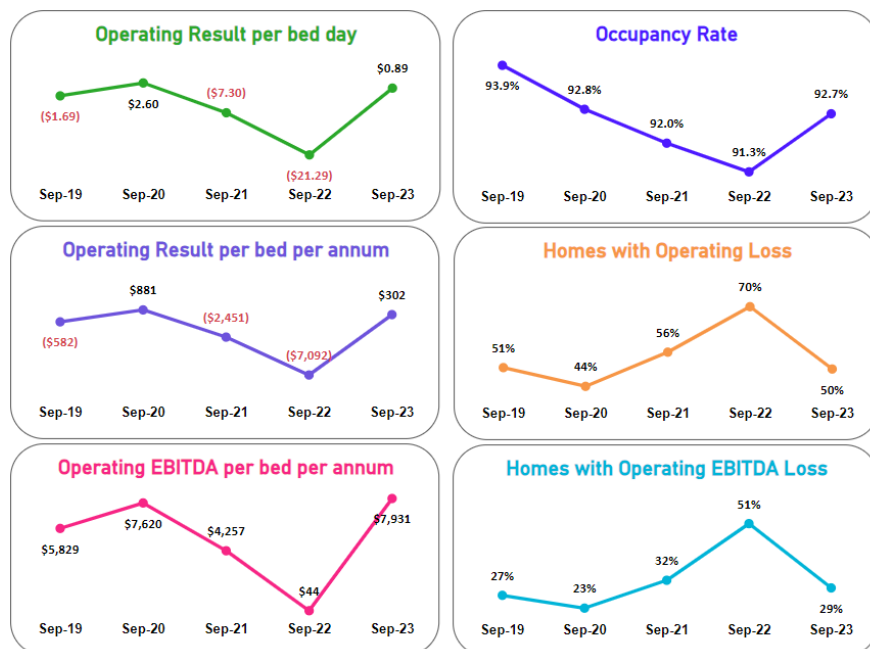 Operating Result per bed day
($1.69)
$2.60
($7.30)
($21.29)
$0.89
Sep-19 Sep-20 Sep-21 Sep-22 Sep-23
Occupancy Rate
93.9%
92.8%
92.0%
91.3%
92.7%
Sep-19 Sep-20 Sep-21 Sep-22 Sep-23
Operating Result per bed per annum
($582)
$881
($2,451)
($7,092)
$302
Sep-19 Sep-20 Sep-21 Sep-22 Sep-23
Homes with Operating Loss
51%
44%
56%
70%
50%
Sep-19 Sep-20 Sep-21 Sep-22 Sep-23
Operating EBITDA per bed per annum
$5,829
$7,620
$4,257
$44
$7,931
Sep-19 Sep-20 Sep-21 Sep-22 Sep-23
Homes with Operating EBITDA Loss
27%
23%
32%
51%
29%
Sep-19 Sep-20 Sep-21 Sep-22 Sep-23